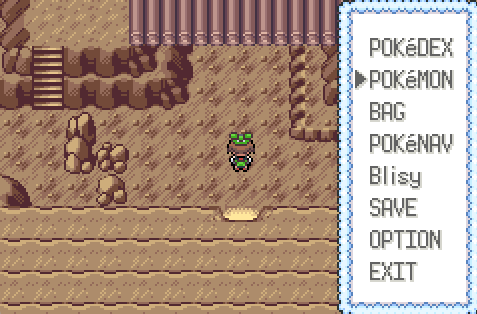 POKéDEX
POKéMON
BAG
POKéNAV
Blisy
SAVE
OPTION
EXIT